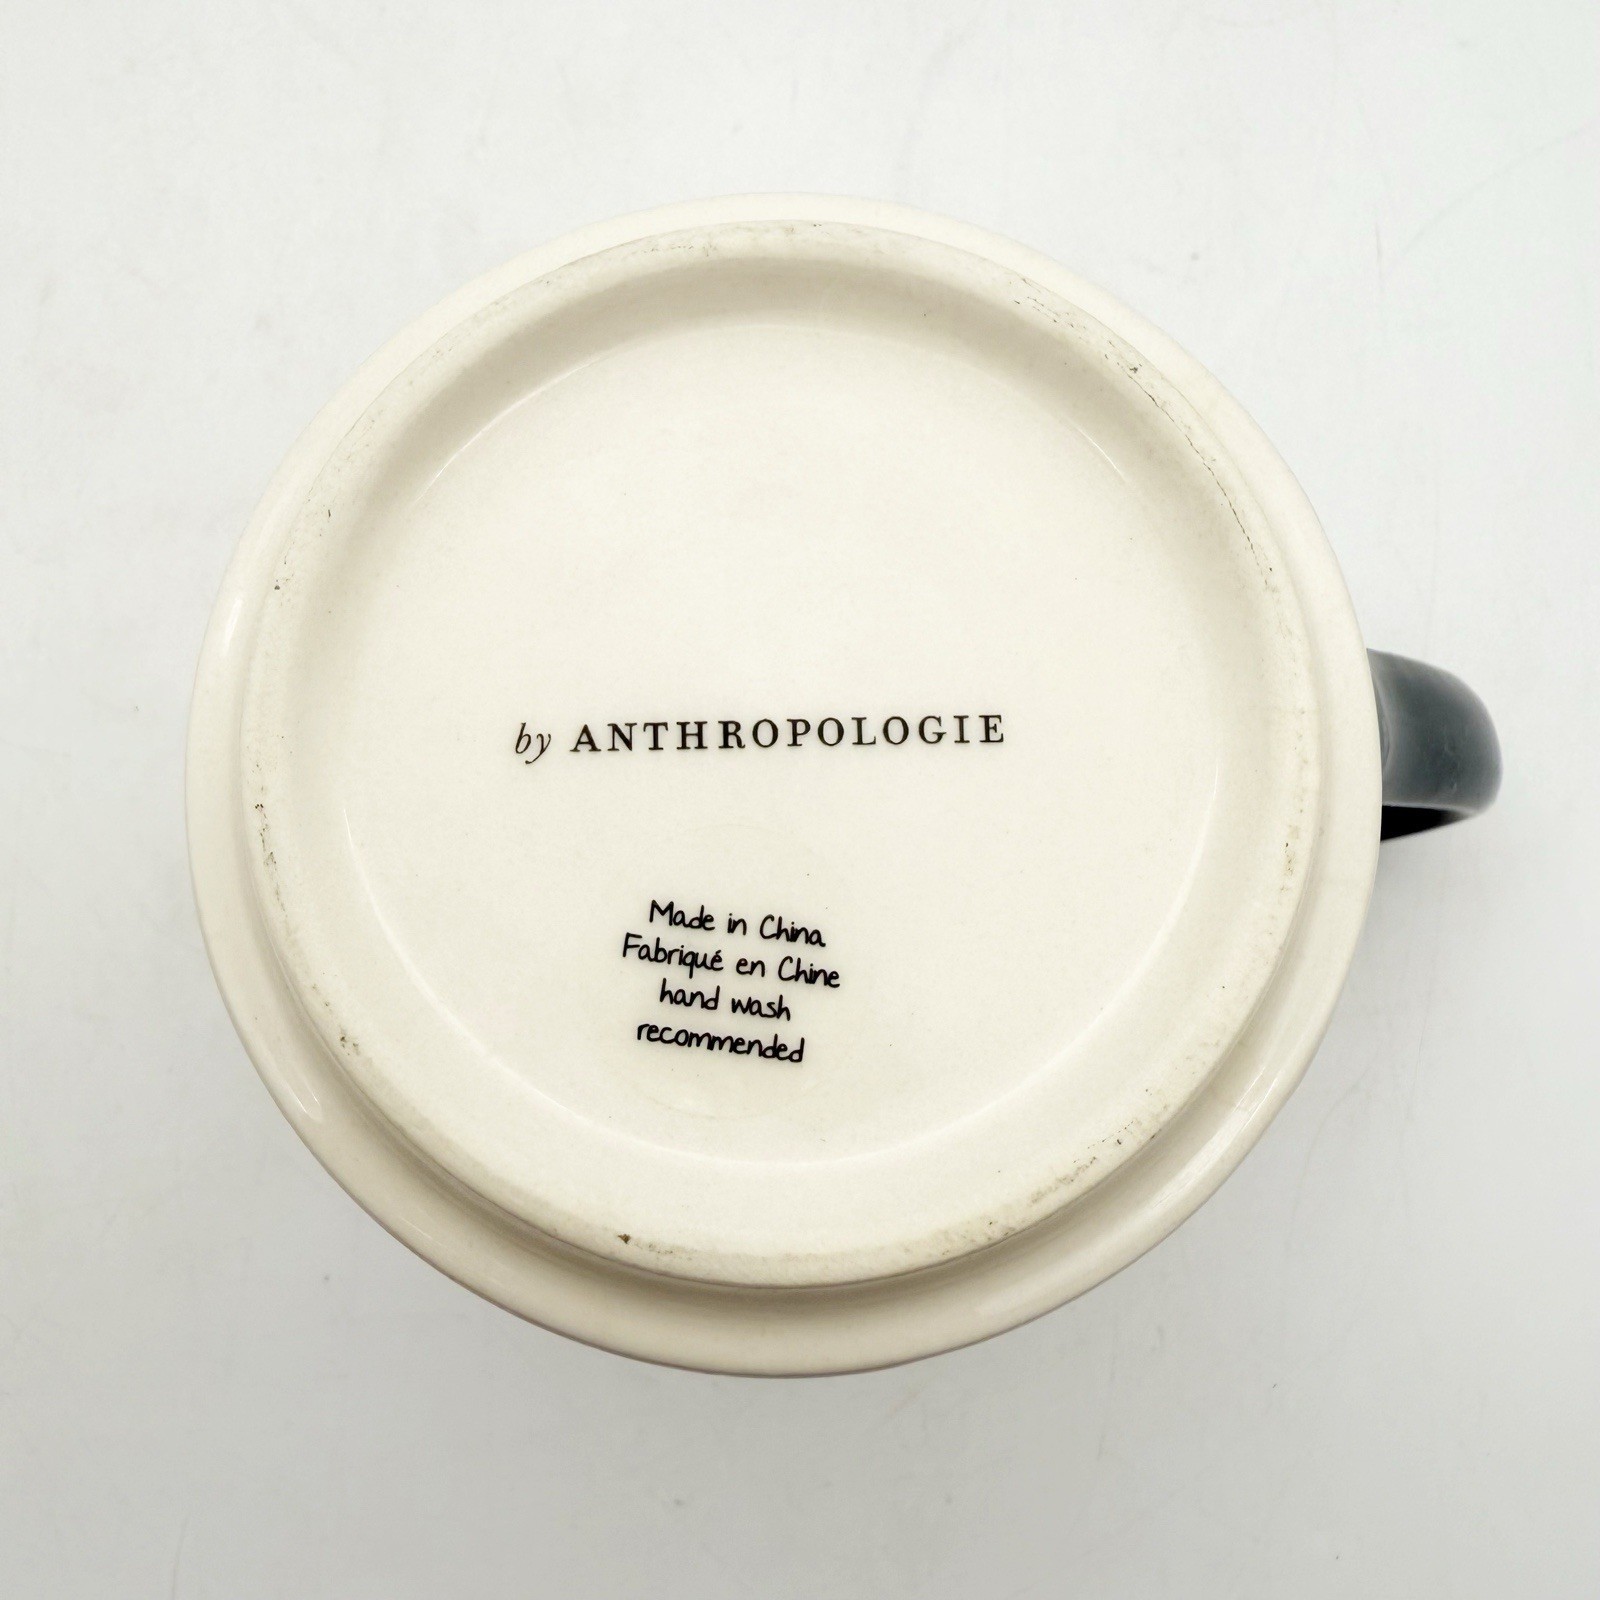 by ANTHROPOLOGIE
Made in China
Fabriqué en Chine
hand wash
recommended